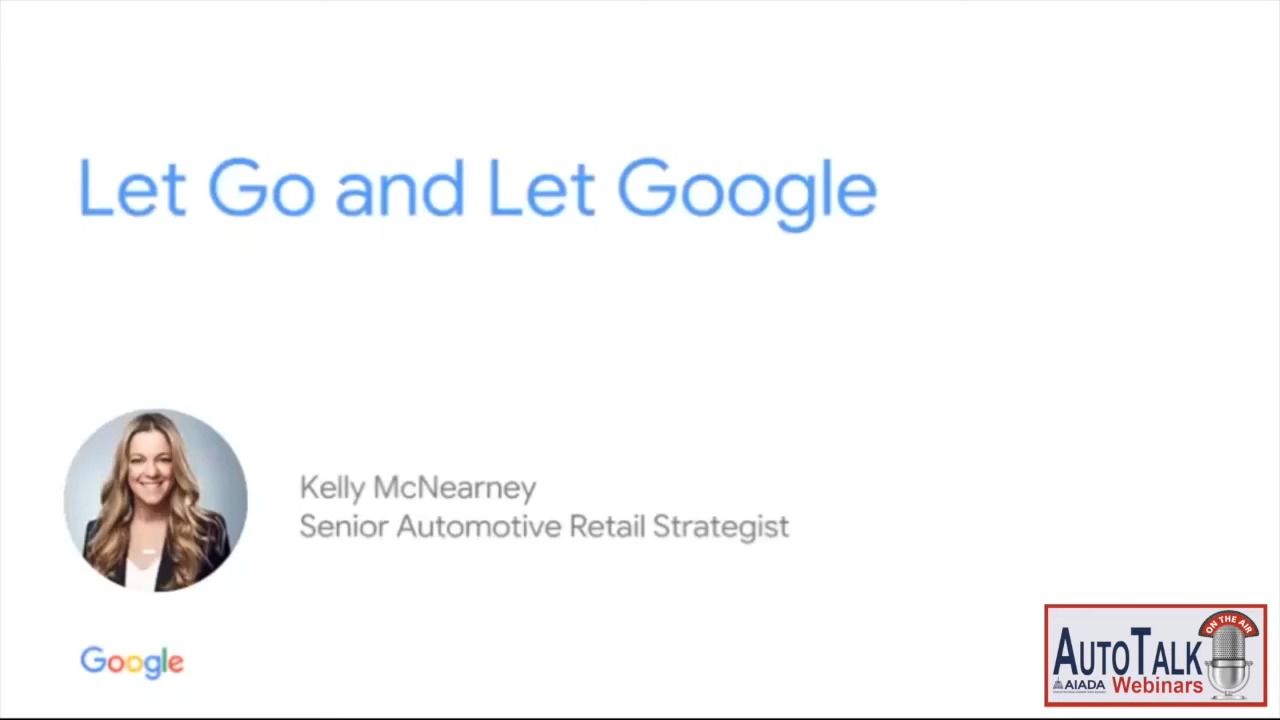 Let Go and Let Google
Kelly McNearney
Senior Automotive Retail Strategist
Google
ON THE AIR
AUTOTALK
AIADA Webinars